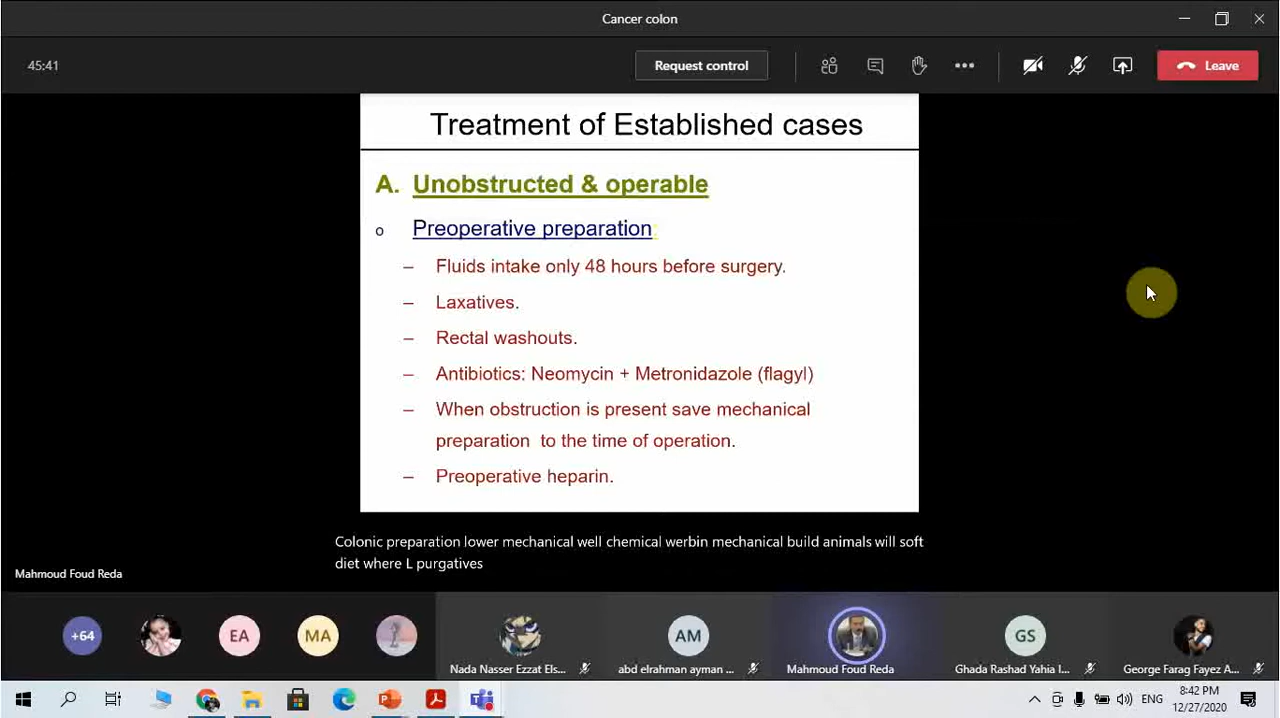 Cancer colon
45:41
Request control
Leave
Treatment of Established cases
A. Unobstructed & operable
o Preoperative preparation:
– Fluids intake only 48 hours before surgery.
– Laxatives.
– Rectal washouts.
– Antibiotics: Neomycin + Metronidazole (flagyl)
– When obstruction is present save mechanical
preparation to the time of operation.
– Preoperative heparin.
Colonic preparation lower mechanical well chemical werbin mechanical build animals will soft
diet where L purgatives
Mahmoud Foud Reda
+64
EA
MA
AM
GS
Nada Nasser Ezzat Els...
abd elrahman ayman ...
Mahmoud Foud Reda
Ghada Rashad Yahia I...
George Farag Fayez A...
ENG
8:42 PM
12/27/2020